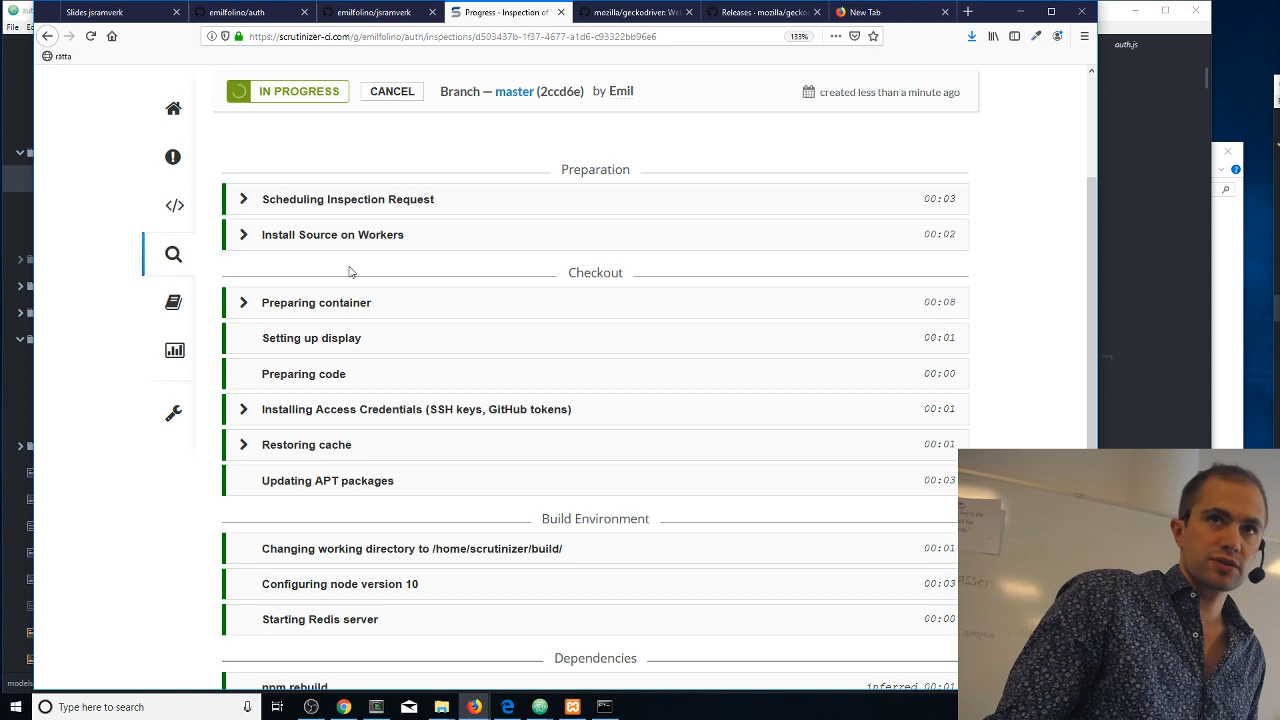 Slides jsramverk
emilfolino/auth
emilfolino/jsramverk
Progress - Inspection of
mozilla/geckodriver: We
Releases · mozilla/geck
New Tab
https://scrutinizer-ci.com/g/emilfolino/auth/inspections/d503437b-1f37-4677-a1d6-c93322bb96e6
133%
rätta
auth.js
File
IN PROGRESS
CANCEL
Branch — master (2ccd6e) by Emil
created less than a minute ago
Preparation
Scheduling Inspection Request 00:03
Install Source on Workers 00:02
Checkout
Preparing container 00:08
Setting up display 00:01
Preparing code 00:00
Installing Access Credentials (SSH keys, GitHub tokens) 00:01
Restoring cache 00:01
Updating APT packages 00:03
Build Environment
Changing working directory to /home/scrutinizer/build/ 00:01
Configuring node version 10 00:03
Starting Redis server 00:00
Dependencies
npm rebuild inferred 00:01
models
Type here to search